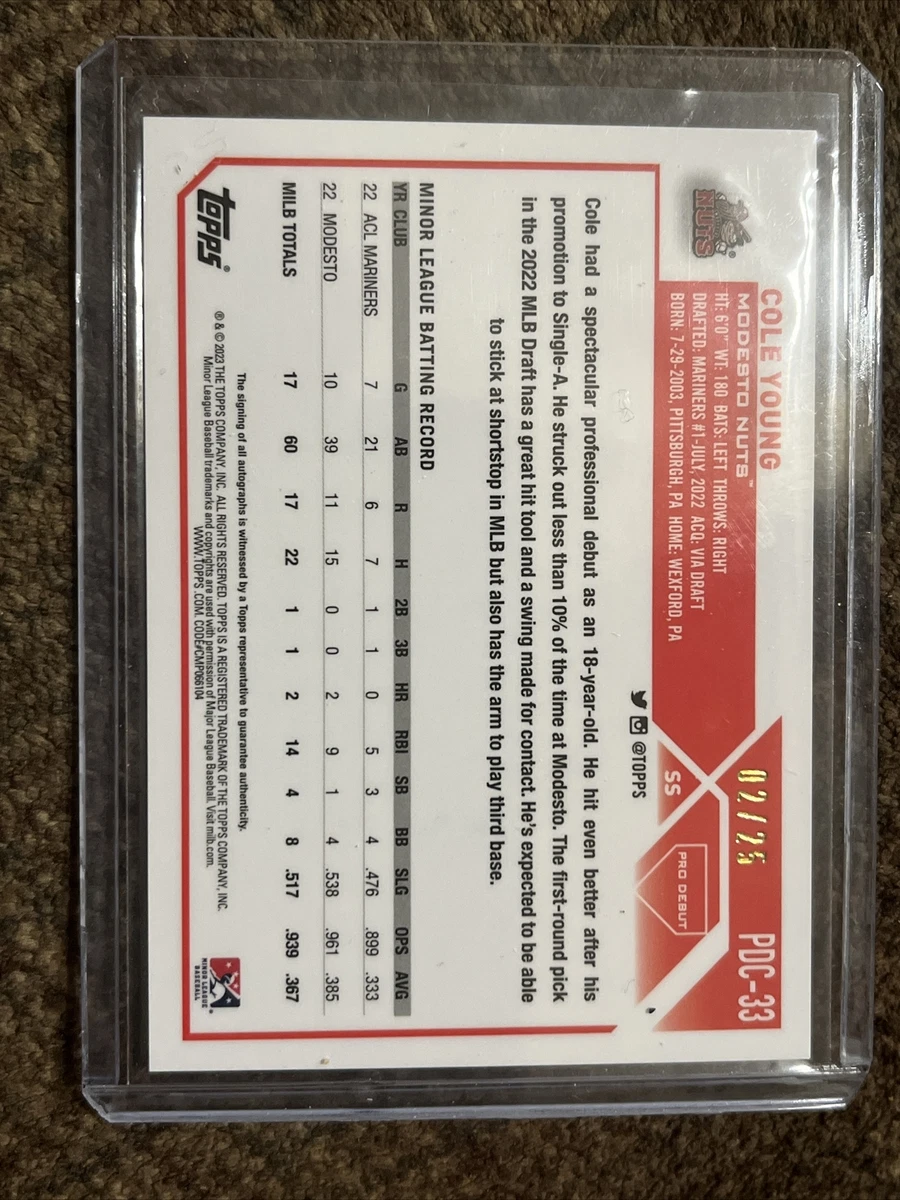 02/25
PDC-33
COLE YOUNG
MODESTO NUTS™
HT: 6'0" WT: 180 BATS: LEFT THROWS: RIGHT
DRAFTED: MARINERS #1-JULY, 2022 ACQ: VIA DRAFT
BORN: 7-29-2003, PITTSBURGH, PA HOME: WEXFORD, PA
NUTS®
SS
PRO DEBUT
@TOPPS
Cole had a spectacular professional debut as an 18-year-old. He hit even better after his
promotion to Single-A. He struck out less than 10% of the time at Modesto. The first-round pick
in the 2022 MLB Draft has a great hit tool and a swing made for contact. He's expected to be able
to stick at shortstop in MLB but also has the arm to play third base.
MINOR LEAGUE BATTING RECORD
YR CLUB G AB R H 2B 3B HR RBI SB BB SLG OPS AVG
22 ACL MARINERS 7 21 6 7 1 1 0 5 3 4 .476 .899 .333
22 MODESTO 10 39 11 15 0 0 2 9 1 4 .538 .961 .385
MILB TOTALS 17 60 17 22 1 1 2 14 4 8 .517 .939 .367
The signing of all autographs is witnessed by a Topps representative to guarantee authenticity.
topps®
® & © 2023 THE TOPPS COMPANY, INC. ALL RIGHTS RESERVED. TOPPS IS A REGISTERED TRADEMARK OF THE TOPPS COMPANY, INC.
Minor League Baseball trademarks and copyrights are used with permission of Major League Baseball. Visit milb.com.
WWW.TOPPS.COM. CODE#CMP066104
MINOR LEAGUE
BASEBALL®